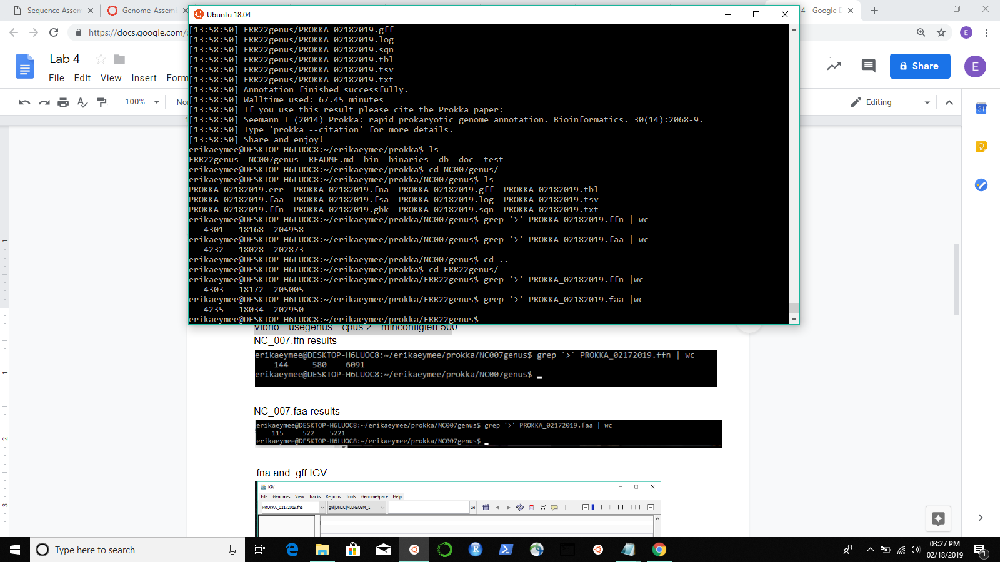 Sequence Assem
Genome_Assem
4 - Google D
Ubuntu 18.04
https://docs.google.com/
E
Lab 4
File Edit View Insert Form
Share
E
100%
Editing
31
[13:58:50] ERR22genus/PROKKA_02182019.gff
[13:58:50] ERR22genus/PROKKA_02182019.log
[13:58:50] ERR22genus/PROKKA_02182019.sqn
[13:58:50] ERR22genus/PROKKA_02182019.tbl
[13:58:50] ERR22genus/PROKKA_02182019.tsv
[13:58:50] ERR22genus/PROKKA_02182019.txt
[13:58:50] Annotation finished successfully.
[13:58:50] Walltime used: 67.45 minutes
[13:58:50] If you use this result please cite the Prokka paper:
[13:58:50] Seemann T (2014) Prokka: rapid prokaryotic genome annotation. Bioinformatics. 30(14):2068-9.
[13:58:50] Type 'prokka --citation' for more details.
[13:58:50] Share and enjoy!
erikaeymee@DESKTOP-H6LUOC8:~/erikaeymee/prokka$ ls
ERR22genus NC007genus README.md bin binaries db doc test
erikaeymee@DESKTOP-H6LUOC8:~/erikaeymee/prokka$ cd NC007genus/
erikaeymee@DESKTOP-H6LUOC8:~/erikaeymee/prokka/NC007genus$ ls
PROKKA_02182019.err PROKKA_02182019.fna PROKKA_02182019.gff PROKKA_02182019.tbl
PROKKA_02182019.faa PROKKA_02182019.fsa PROKKA_02182019.log PROKKA_02182019.tsv
PROKKA_02182019.ffn PROKKA_02182019.gbk PROKKA_02182019.sqn PROKKA_02182019.txt
erikaeymee@DESKTOP-H6LUOC8:~/erikaeymee/prokka/NC007genus$ grep '>' PROKKA_02182019.ffn | wc
4301 18168 204958
erikaeymee@DESKTOP-H6LUOC8:~/erikaeymee/prokka/NC007genus$ grep '>' PROKKA_02182019.faa | wc
4232 18028 202873
erikaeymee@DESKTOP-H6LUOC8:~/erikaeymee/prokka/NC007genus$ cd ..
erikaeymee@DESKTOP-H6LUOC8:~/erikaeymee/prokka$ cd ERR22genus/
erikaeymee@DESKTOP-H6LUOC8:~/erikaeymee/prokka/ERR22genus$ grep '>' PROKKA_02182019.ffn |wc
4303 18172 205005
erikaeymee@DESKTOP-H6LUOC8:~/erikaeymee/prokka/ERR22genus$ grep '>' PROKKA_02182019.faa |wc
4235 18034 202950
erikaeymee@DESKTOP-H6LUOC8:~/erikaeymee/prokka/ERR22genus$
Vibrio --usegenus --cpus 2 --mincontiglen 500
NC_007.ffn results
erikaeymee@DESKTOP-H6LUOC8:~/erikaeymee/prokka/NC007genus$ grep '>' PROKKA_02172019.ffn | wc
144 580 6091
erikaeymee@DESKTOP-H6LUOC8:~/erikaeymee/prokka/NC007genus$
NC_007.faa results
erikaeymee@DESKTOP-H6LUOC8:~/erikaeymee/prokka/NC007genus$ grep '>' PROKKA_02172019.faa | wc
115 522 5221
erikaeymee@DESKTOP-H6LUOC8:~/erikaeymee/prokka/NC007genus$
.fna and .gff IGV
IGV
File Genomes View Tracks Regions Tools GenomeSpace Help
PROKKA_02172019.fna
Go
Type here to search
03:27 PM
02/18/2019
1